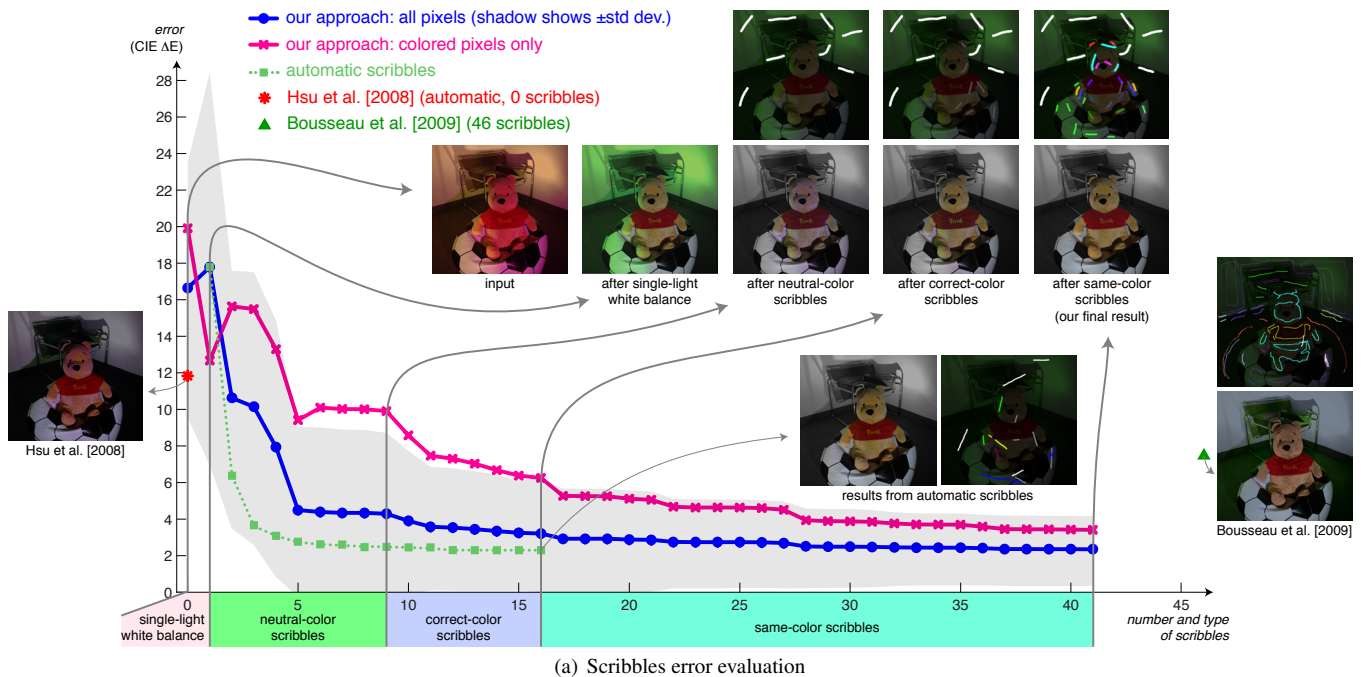 error
(CIE ΔE)
our approach: all pixels (shadow shows ±std dev.)
our approach: colored pixels only
automatic scribbles
Hsu et al. [2008] (automatic, 0 scribbles)
Bousseau et al. [2009] (46 scribbles)
28
26
24
22
20
18
16
14
12
10
8
6
4
2
0
input
after single-light
white balance
after neutral-color
scribbles
after correct-color
scribbles
after same-color
scribbles
(our final result)
Hsu et al. [2008]
results from automatic scribbles
Bousseau et al. [2009]
0 5 10 15 20 25 30 35 40 45
single-light
white balance
neutral-color
scribbles
correct-color
scribbles
same-color scribbles
number and type
of scribbles
(a) Scribbles error evaluation